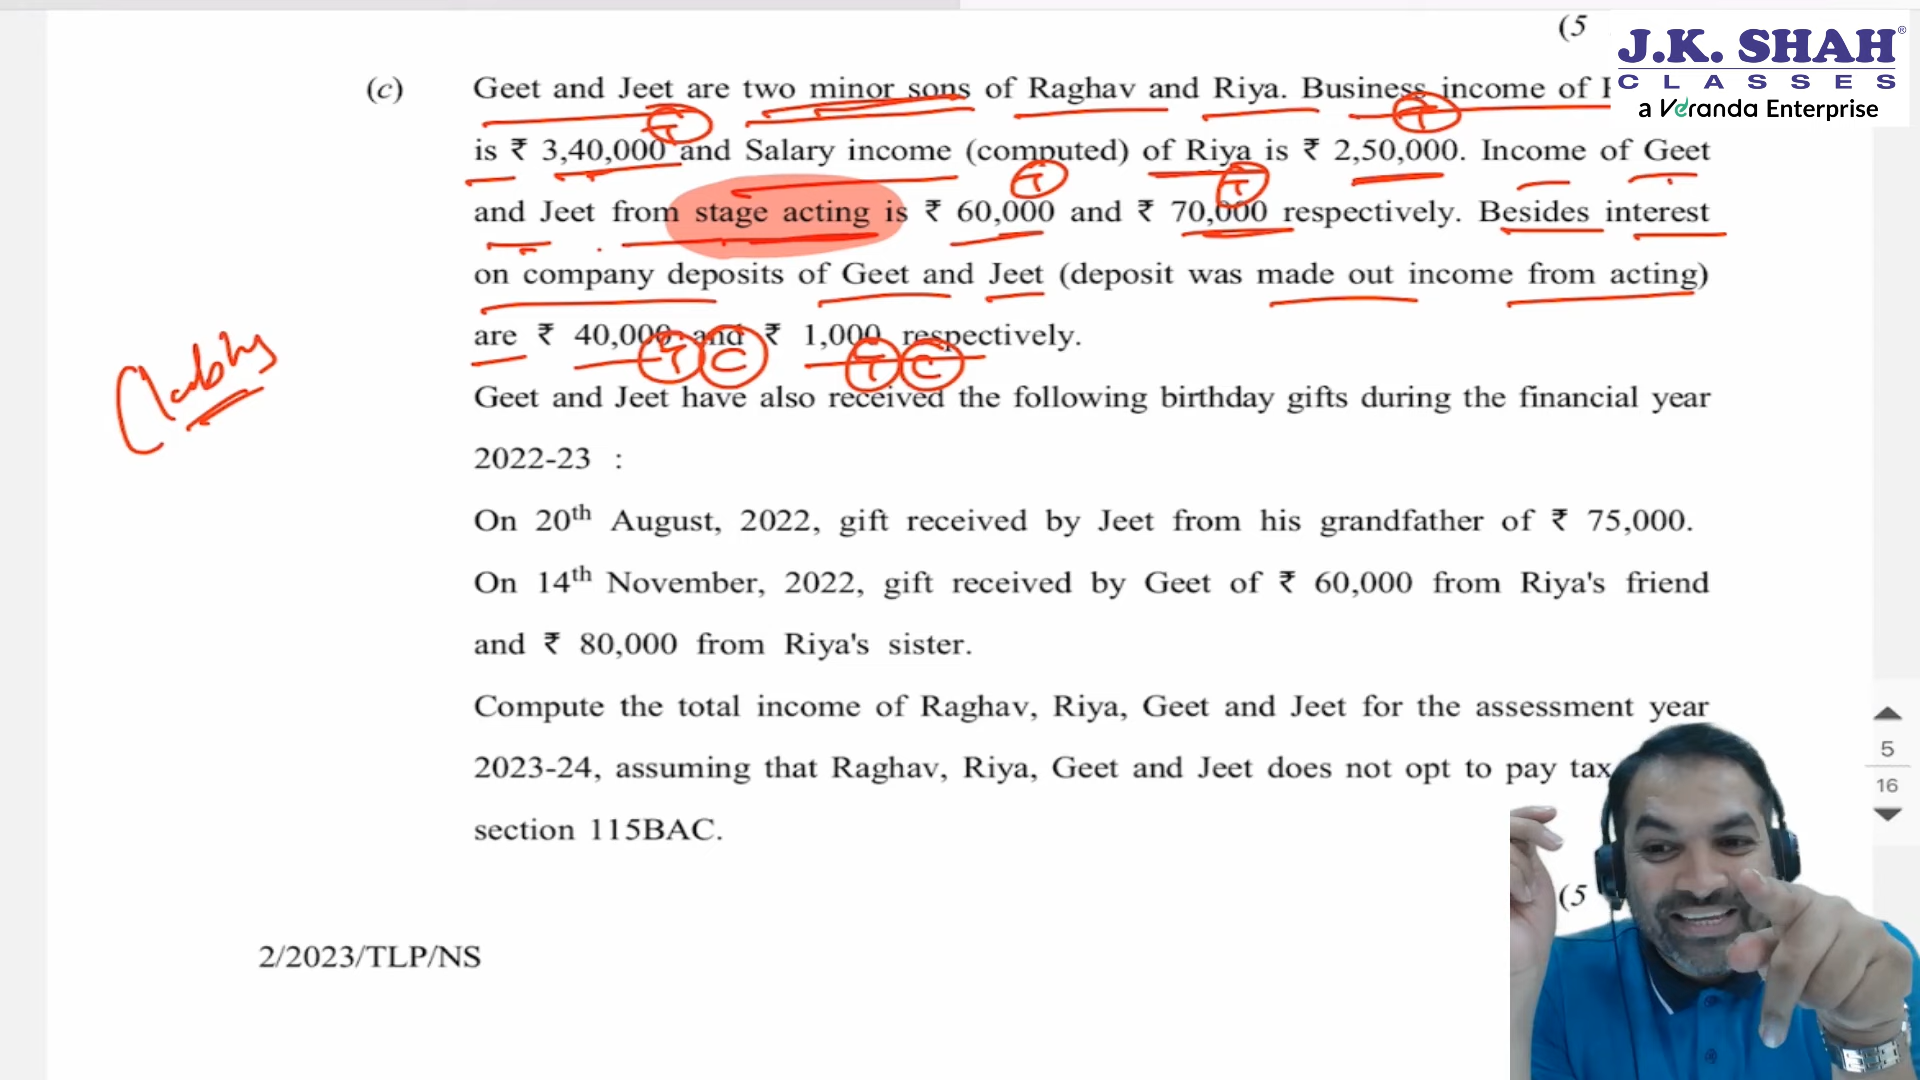 (5
J.K. SHAH®
CLASSES
a Veranda Enterprise
(c) Geet and Jeet are two minor sons of Raghav and Riya. Business income of
is ₹ 3,40,000 and Salary income (computed) of Riya is ₹ 2,50,000. Income of Geet
and Jeet from stage acting is ₹ 60,000 and ₹ 70,000 respectively. Besides interest
on company deposits of Geet and Jeet (deposit was made out income from acting)
are ₹ 40,000 and ₹ 1,000 respectively.
T
T
T
T
T C
T C
Geet and Jeet have also received the following birthday gifts during the financial year
2022-23 :
On 20th August, 2022, gift received by Jeet from his grandfather of ₹ 75,000.
On 14th November, 2022, gift received by Geet of ₹ 60,000 from Riya's friend
and ₹ 80,000 from Riya's sister.
Compute the total income of Raghav, Riya, Geet and Jeet for the assessment year
2023-24, assuming that Raghav, Riya, Geet and Jeet does not opt to pay tax
section 115BAC.
(5
2/2023/TLP/NS
5
16